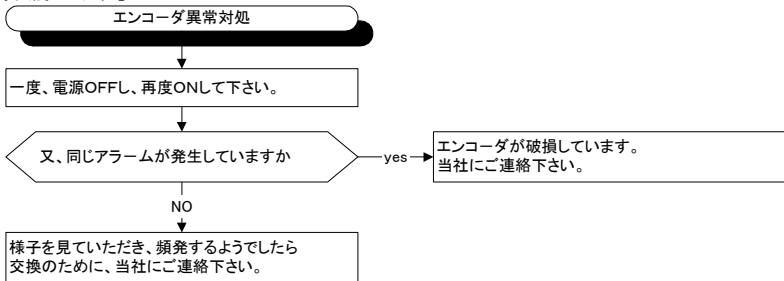 エンコーダ異常対処
一度、電源OFFし、再度ONして下さい。
又、同じアラームが発生していますか
yes
エンコーダが破損しています。
当社にご連絡下さい。
NO
様子を見ていただき、頻発するようでしたら
交換のために、当社にご連絡下さい。